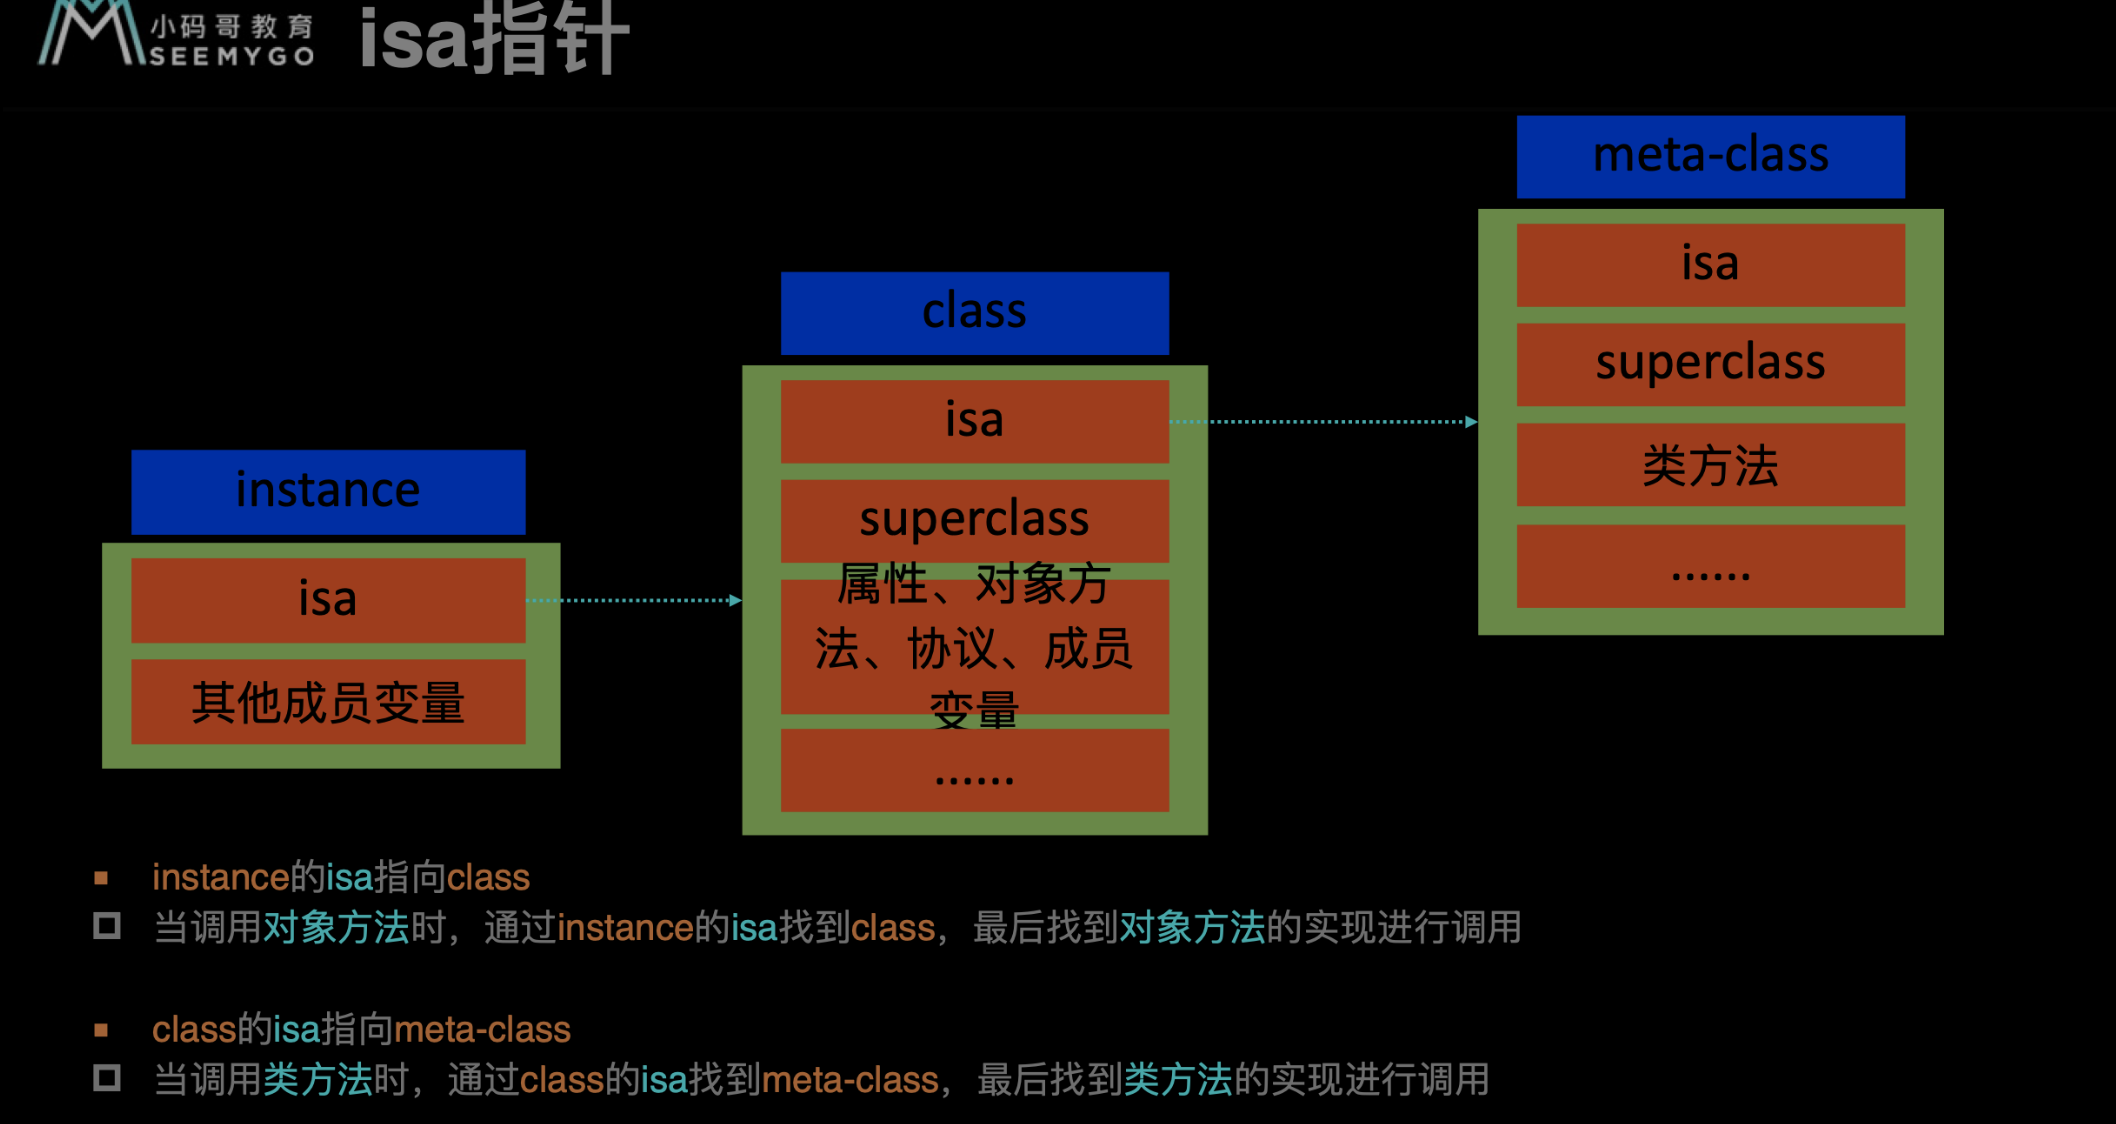 小码哥教育
SEEMYGO
isa指针
meta-class
isa
superclass
类方法
......
class
isa
superclass
属性、对象方
法、协议、成员
变量
......
instance
isa
其他成员变量
instance的isa指向class
当调用对象方法时，通过instance的isa找到class，最后找到对象方法的实现进行调用
class的isa指向meta-class
当调用类方法时，通过class的isa找到meta-class，最后找到类方法的实现进行调用